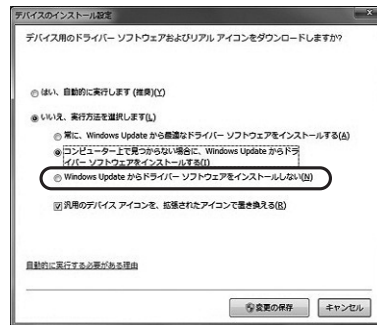 デバイスのインストール設定
デバイス用のドライバー ソフトウェアおよびリアル アイコンをダウンロードしますか?
はい、自動的に実行します (推奨)(Y)
いいえ、実行方法を選択します(L)
常に、Windows Update から最適なドライバー ソフトウェアをインストールする(A)
コンピューター上で見つからない場合に、Windows Update からドラ
イバー ソフトウェアをインストールする(I)
Windows Update からドライバー ソフトウェアをインストールしない(N)
汎用のデバイス アイコンを、拡張されたアイコンで置き換える(R)
自動的に実行する必要がある理由
変更の保存
キャンセル